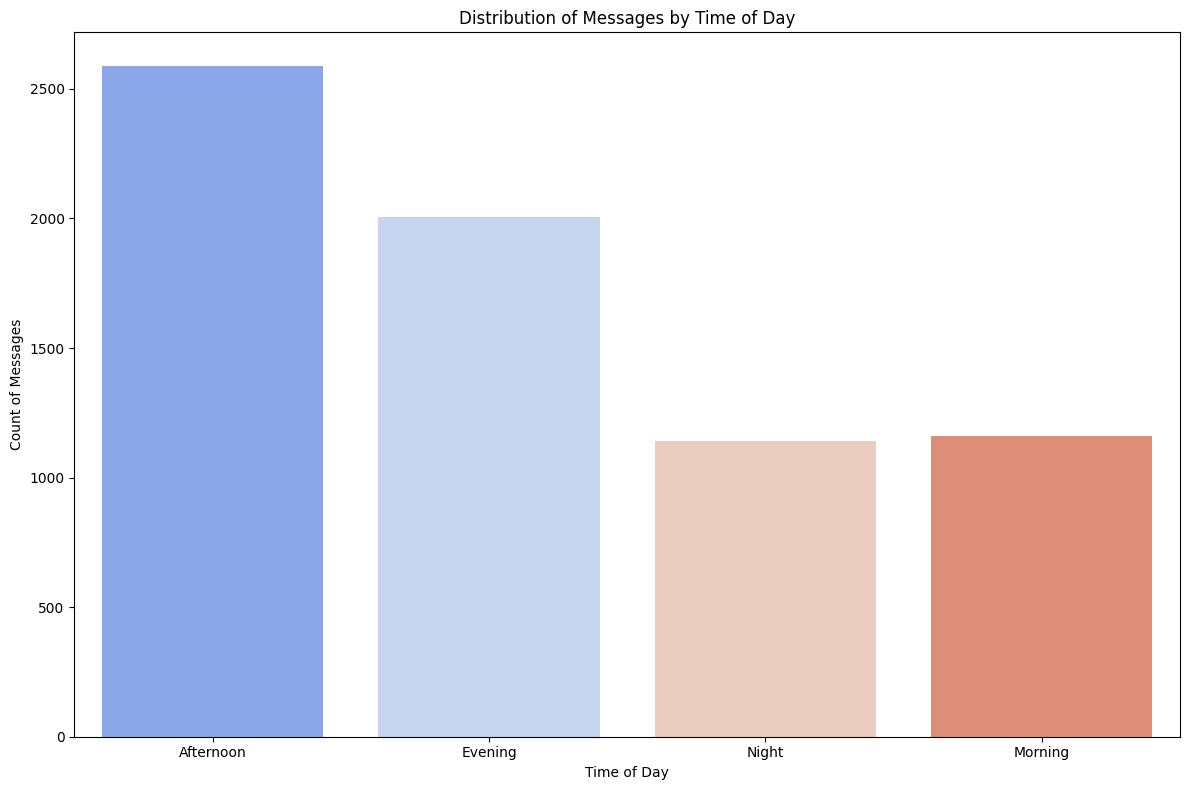 Distribution of Messages by Time of Day
Count of Messages
2500
2000
1500
1000
500
0
Afternoon Evening Night Morning
Time of Day